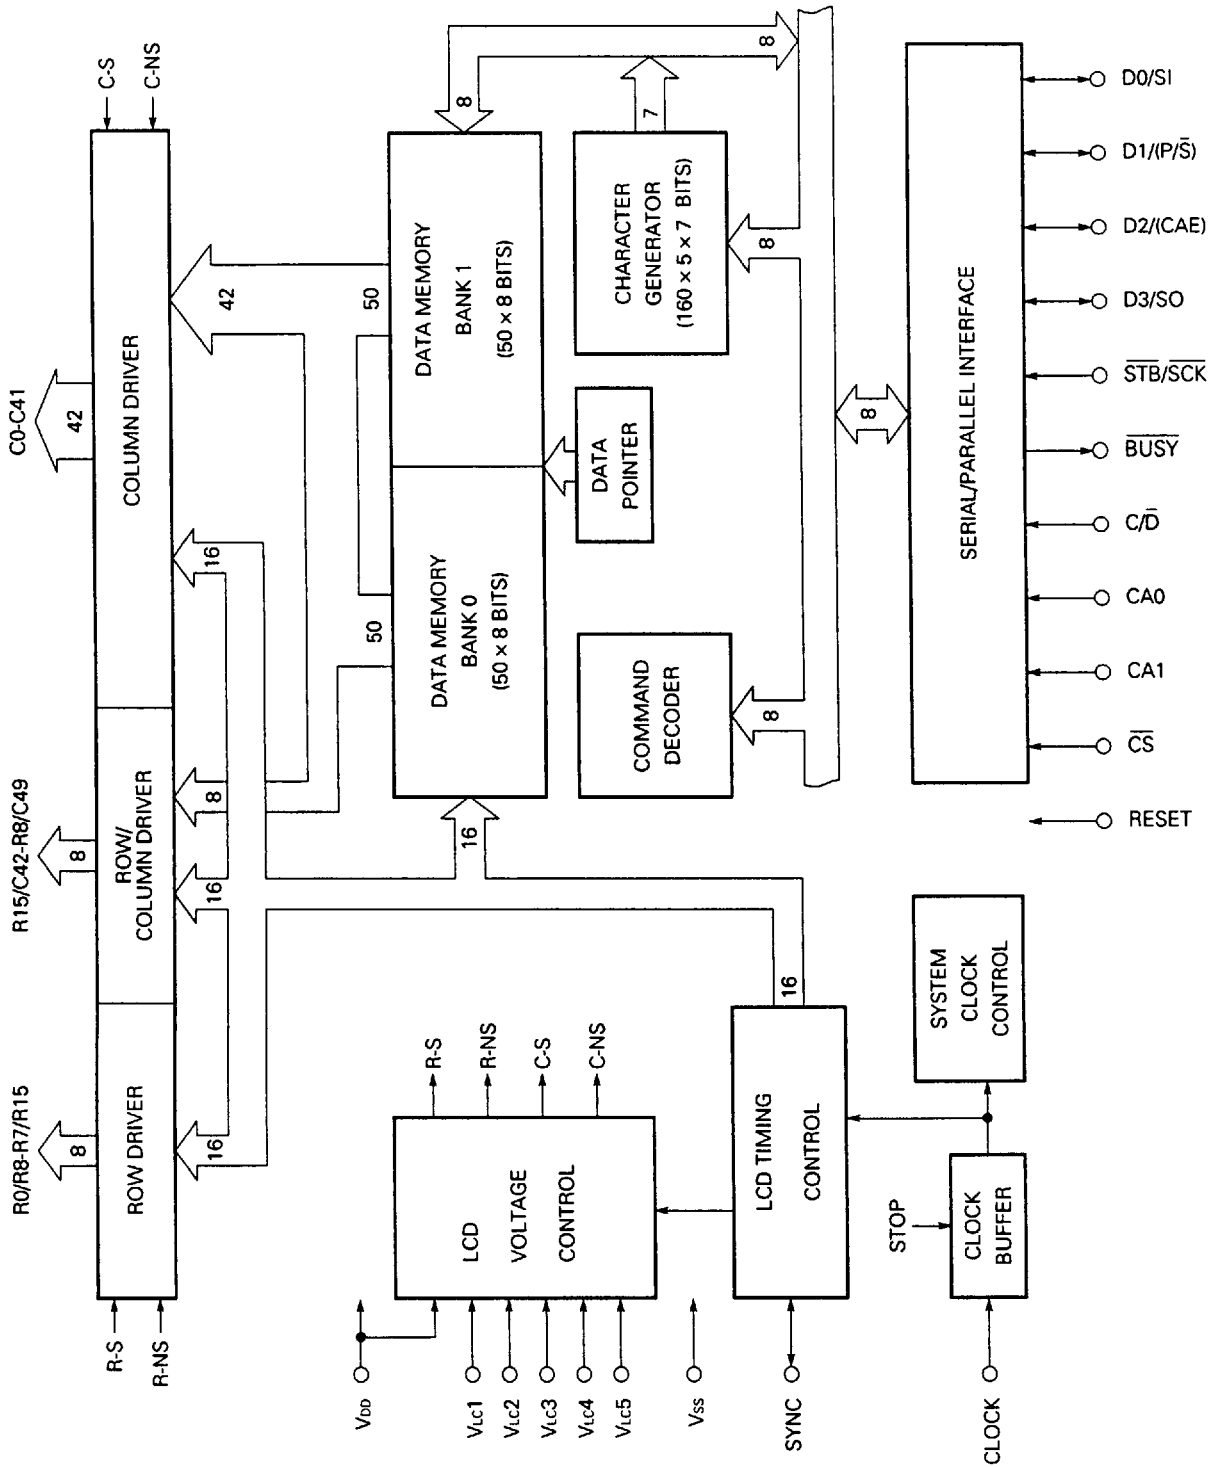 C0-C41
R15/C42-R8/C49
R0/R8-R7/R15
C-S
C-NS
42
8
8
COLUMN DRIVER
ROW/
COLUMN DRIVER
ROW DRIVER
R-S
R-NS
42
16
8
16
16
50
50
DATA MEMORY
BANK 1
(50 × 8 BITS)
DATA MEMORY
BANK 0
(50 × 8 BITS)
8
8
16
R-S
R-NS
C-S
C-NS
LCD
VOLTAGE
CONTROL
VDD
VLC1
VLC2
VLC3
VLC4
VLC5
VSS
7
CHARACTER
GENERATOR
(160 × 5 × 7 BITS)
DATA
POINTER
COMMAND
DECODER
8
8
16
LCD TIMING
CONTROL
SYNC
8
SERIAL/PARALLEL INTERFACE
SYSTEM
CLOCK
CONTROL
STOP
CLOCK
BUFFER
CLOCK
D0/SI
D1/(P/S̅)
D2/(CAE)
D3/SO
S̅T̅B̅/S̅C̅K̅
B̅U̅S̅Y̅
C/D̅
CA0
CA1
C̅S̅
RESET